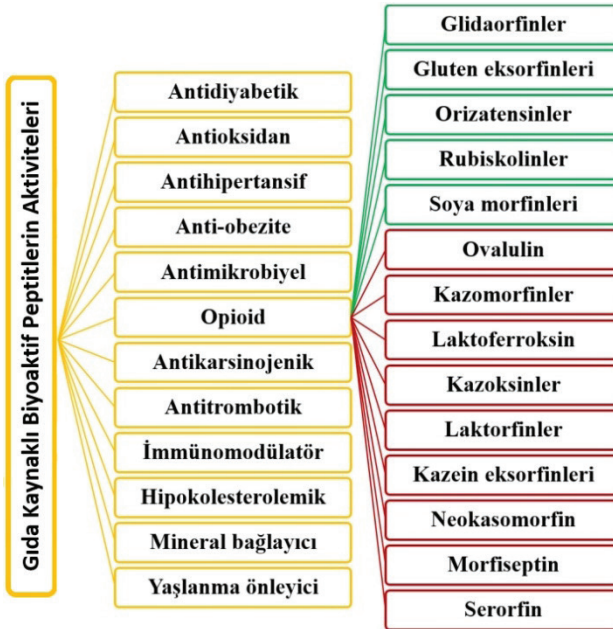 Gıda Kaynaklı Biyoaktif Peptitlerin Aktiviteleri
Antidiyabetik
Antioksidan
Antihipertansif
Anti-obezite
Antimikrobiyel
Opioid
Antikarsinojenik
Antitrombotik
İmmünomodülatör
Hipokolesterolemik
Mineral bağlayıcı
Yaşlanma önleyici
Glidaorfinler
Gluten eksorfinleri
Orizatensinler
Rubiskolinler
Soya morfinleri
Ovalulin
Kazomorfinler
Laktoferroksin
Kazoksinler
Laktorfinler
Kazein eksorfinleri
Neokasomorfin
Morfiseptin
Serorfin